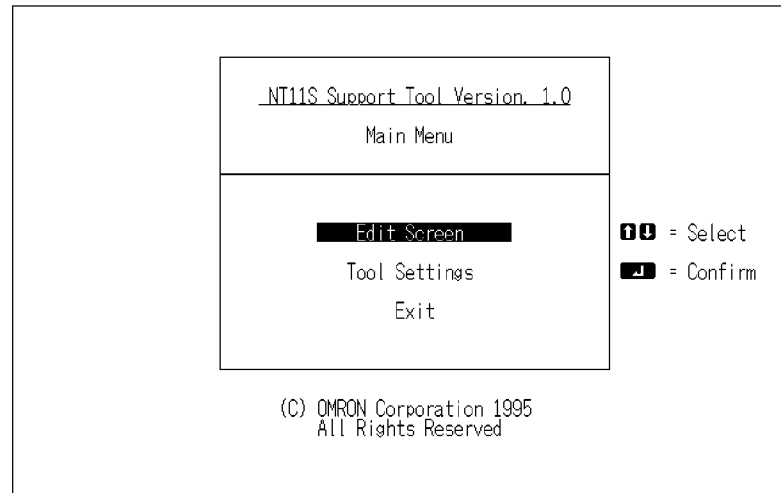 NT11S Support Tool Version. 1.0
Main Menu
Edit Screen
Tool Settings
Exit
↑↓ = Select
↵ = Confirm
(C) OMRON Corporation 1995
All Rights Reserved